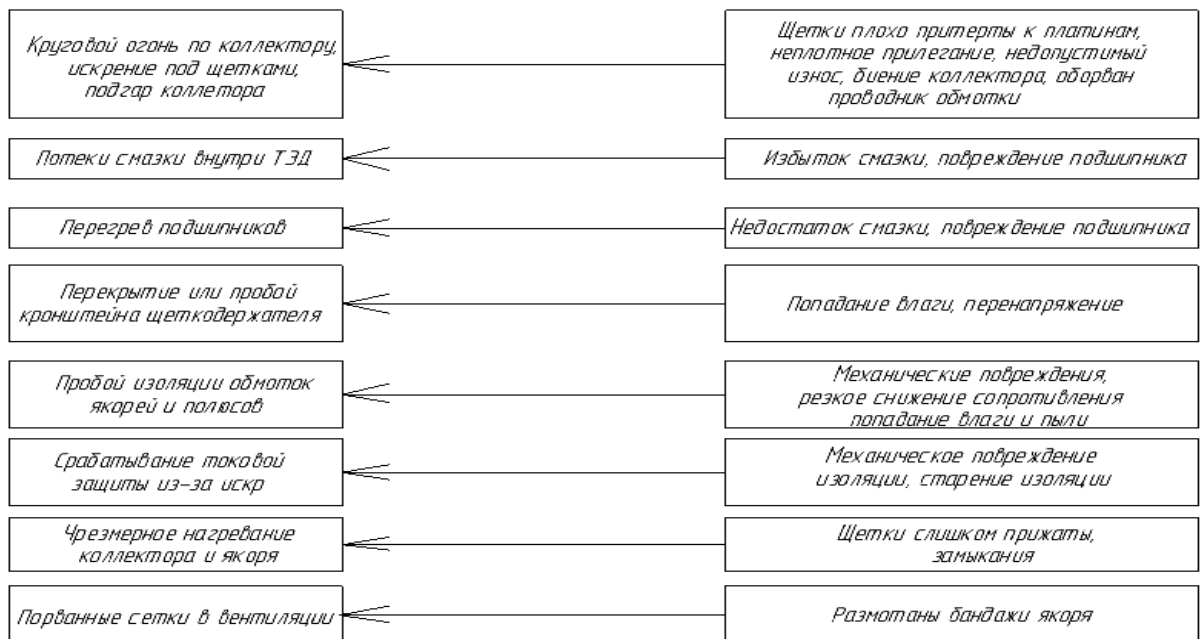 Круговой огонь по коллектору,
искрение под щетками,
подгар коллетора
Щетки плохо притерты к платинам,
неплотное прилегание, недопустимый
износ, биение коллектора, оборван
проводник обмотки
Потеки смазки внутри ТЭД
Избыток смазки, повреждение подшипника
Перегрев подшипников
Недостаток смазки, повреждение подшипника
Перекрытие или пробой
кронштейна щеткодержателя
Попадание влаги, перенапряжение
Пробой изоляции обмоток
якорей и полюсов
Механические повреждения,
резкое снижение сопротивления
попадание влаги и пыли
Срабатывание токовой
защиты из-за искр
Механическое повреждение
изоляции, старение изоляции
Чрезмерное нагревание
коллектора и якоря
Щетки слишком прижаты,
замыкания
Порванные сетки в вентиляции
Размотаны бандажи якоря